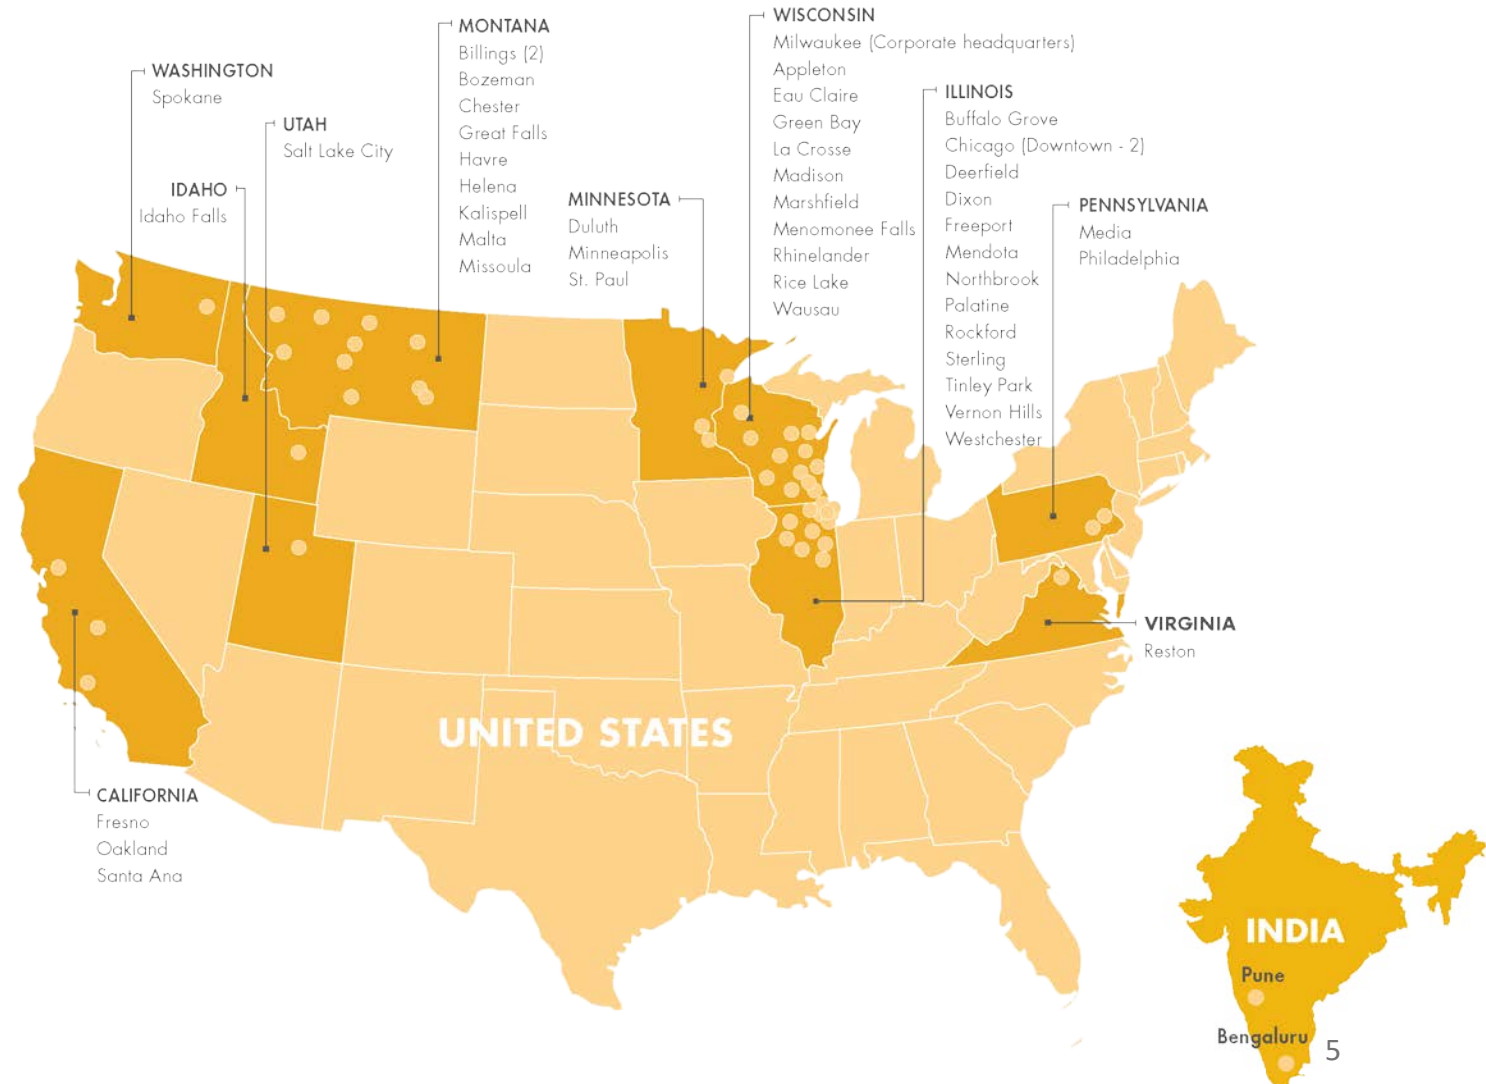 WASHINGTON
Spokane
IDAHO
Idaho Falls
UTAH
Salt Lake City
MONTANA
Billings (2)
Bozeman
Chester
Great Falls
Havre
Helena
Kalispell
Malta
Missoula
MINNESOTA
Duluth
Minneapolis
St. Paul
WISCONSIN
Milwaukee (Corporate headquarters)
Appleton
Eau Claire
Green Bay
La Crosse
Madison
Marshfield
Menomonee Falls
Rhinelander
Rice Lake
Wausau
ILLINOIS
Buffalo Grove
Chicago (Downtown - 2)
Deerfield
Dixon
Freeport
Mendota
Northbrook
Palatine
Rockford
Sterling
Tinley Park
Vernon Hills
Westchester
PENNSYLVANIA
Media
Philadelphia
VIRGINIA
Reston
UNITED STATES
CALIFORNIA
Fresno
Oakland
Santa Ana
INDIA
Pune
Bengaluru
5